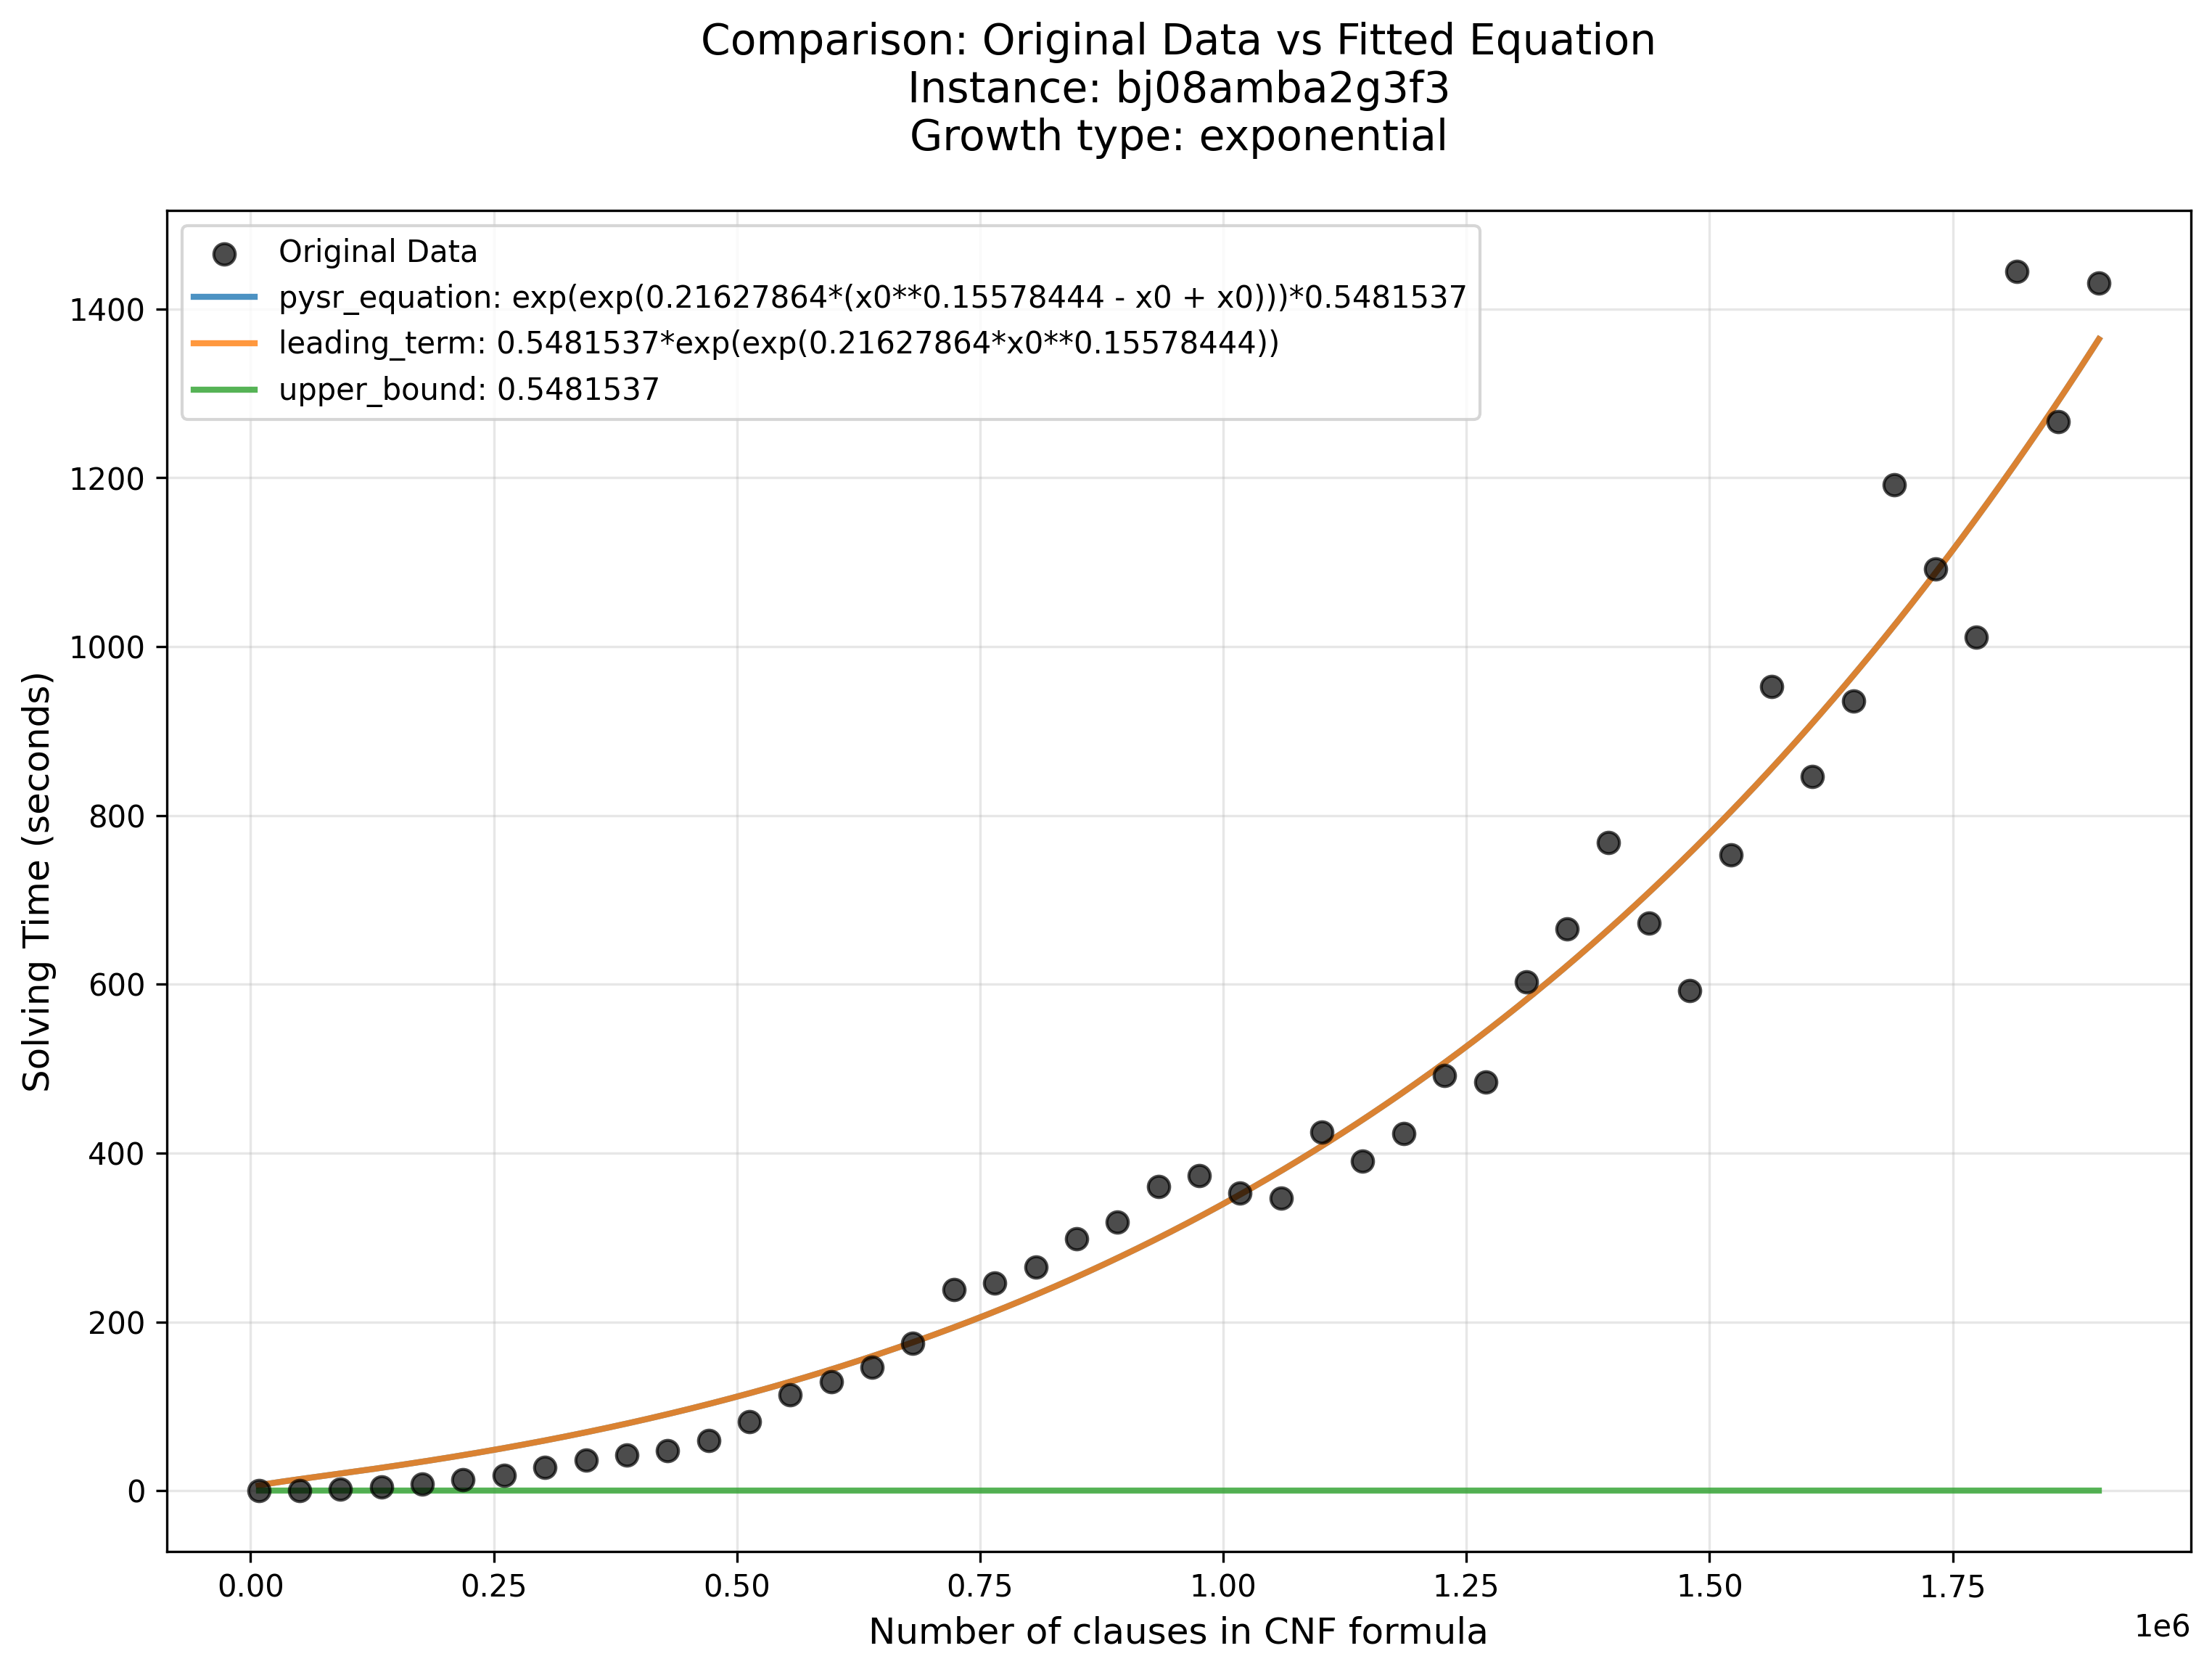 Comparison: Original Data vs Fitted Equation
Instance: bj08amba2g3f3
Growth type: exponential
Original Data
pysr_equation: exp(exp(0.21627864*(x0**0.15578444 - x0 + x0)))*0.5481537
leading_term: 0.5481537*exp(exp(0.21627864*x0**0.15578444))
upper_bound: 0.5481537
Solving Time (seconds)
1400
1200
1000
800
600
400
200
0
0.00 0.25 0.50 0.75 1.00 1.25 1.50 1.75
1e6
Number of clauses in CNF formula